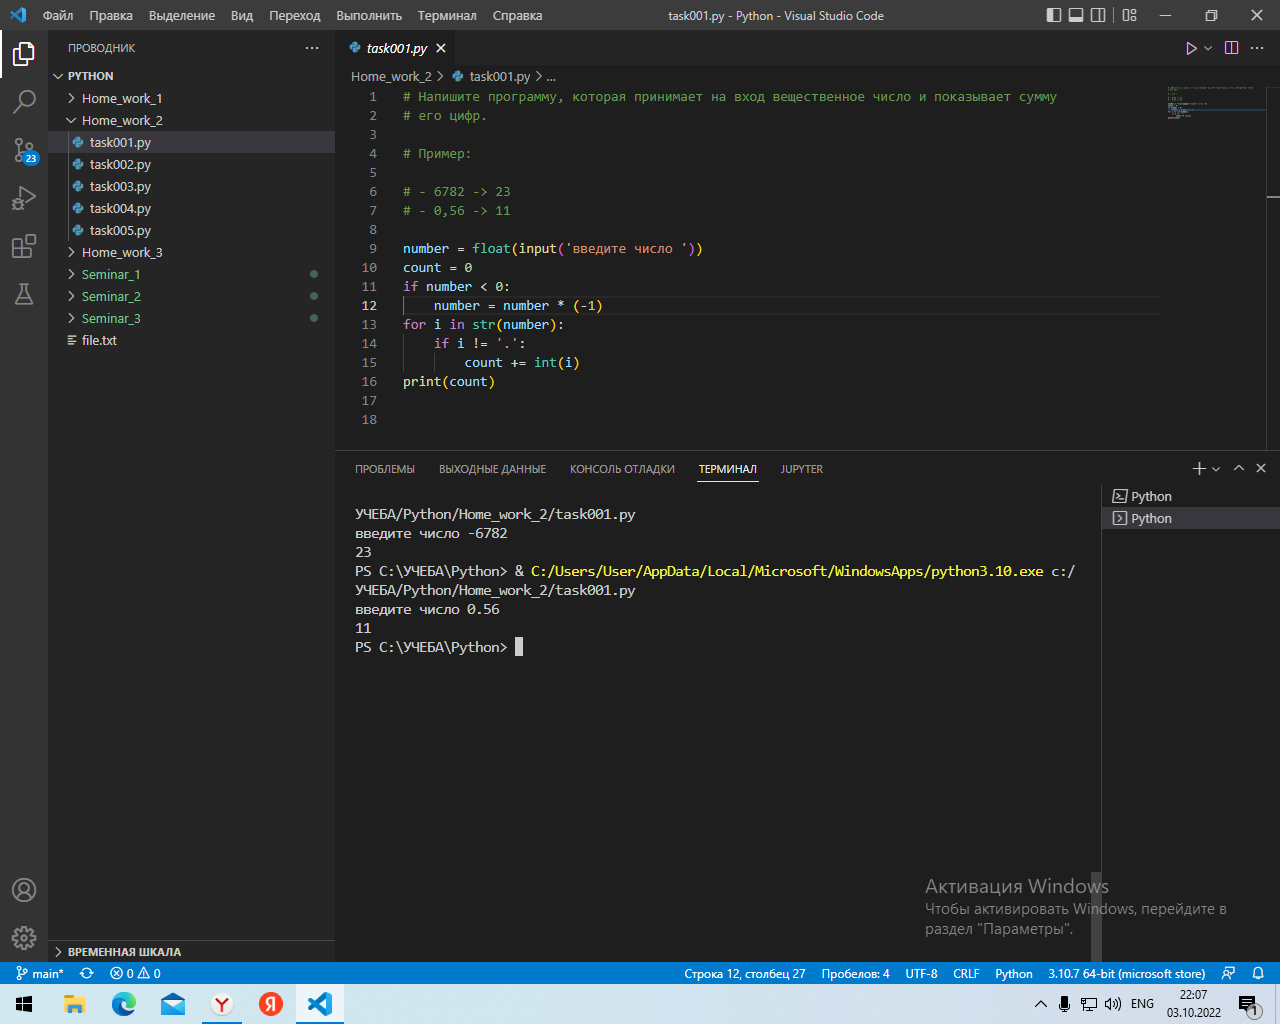 Файл Правка Выделение Вид Переход Выполнить Терминал Справка task001.py - Python - Visual Studio Code
ПРОВОДНИК
PYTHON
Home_work_1
Home_work_2
task001.py
task002.py
task003.py
task004.py
task005.py
Home_work_3
Seminar_1
Seminar_2
Seminar_3
file.txt
23
ВРЕМЕННАЯ ШКАЛА
task001.py
Home_work_2 > task001.py > ...
1 # Напишите программу, которая принимает на вход вещественное число и показывает сумму
2 # его цифр.
3
4 # Пример:
5
6 # - 6782 -> 23
7 # - 0,56 -> 11
8
9 number = float(input('введите число '))
10 count = 0
11 if number < 0:
12 number = number * (-1)
13 for i in str(number):
14 if i != '.':
15 count += int(i)
16 print(count)
17
18
ПРОБЛЕМЫ ВЫХОДНЫЕ ДАННЫЕ КОНСОЛЬ ОТЛАДКИ ТЕРМИНАЛ JUPYTER
УЧЕБА/Python/Home_work_2/task001.py
введите число -6782
23
PS C:\УЧЕБА\Python> & C:/Users/User/AppData/Local/Microsoft/WindowsApps/python3.10.exe c:/
УЧЕБА/Python/Home_work_2/task001.py
введите число 0.56
11
PS C:\УЧЕБА\Python>
Python
Python
Активация Windows
Чтобы активировать Windows, перейдите в
раздел "Параметры".
main* 0 0 Строка 12, столбец 27 Пробелов: 4 UTF-8 CRLF Python 3.10.7 64-bit (microsoft store)
Y Я ENG 22:07
03.10.2022
1